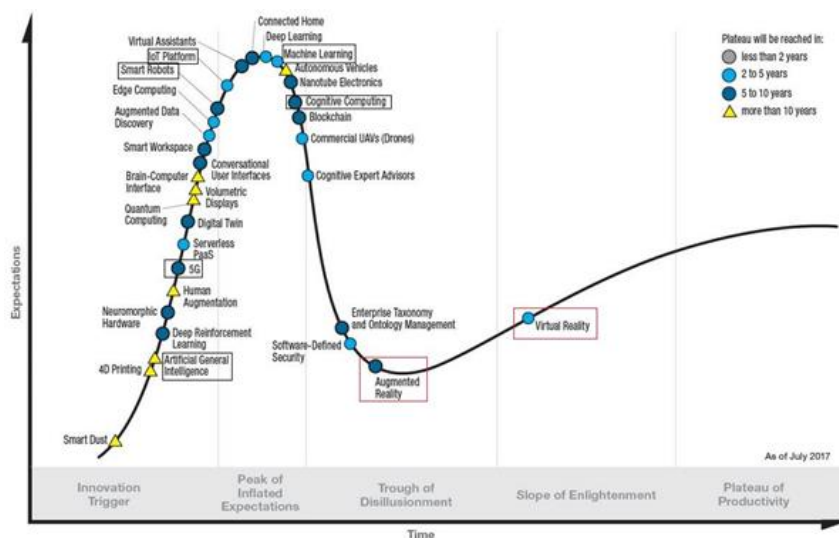 Connected Home
Deep Learning
Virtual Assistants
IoT Platform
Machine Learning
Smart Robots
Autonomous Vehicles
Nanotube Electronics
Edge Computing
Cognitive Computing
Augmented Data
Discovery
Blockchain
Commercial UAVs (Drones)
Smart Workspace
Conversational
User Interfaces
Cognitive Expert Advisors
Brain-Computer
Interface
Volumetric
Displays
Quantum
Computing
Digital Twin
Serverless
PaaS
5G
Human
Augmentation
Neuromorphic
Hardware
Deep Reinforcement
Learning
Artificial General
Intelligence
4D Printing
Smart Dust
Enterprise Taxonomy
and Ontology Management
Software-Defined
Security
Augmented
Reality
Virtual Reality
Plateau will be reached in:
less than 2 years
2 to 5 years
5 to 10 years
more than 10 years
As of July 2017
Expectations
Innovation
Trigger
Peak of
Inflated
Expectations
Trough of
Disillusionment
Slope of Enlightenment
Plateau of
Productivity
Time